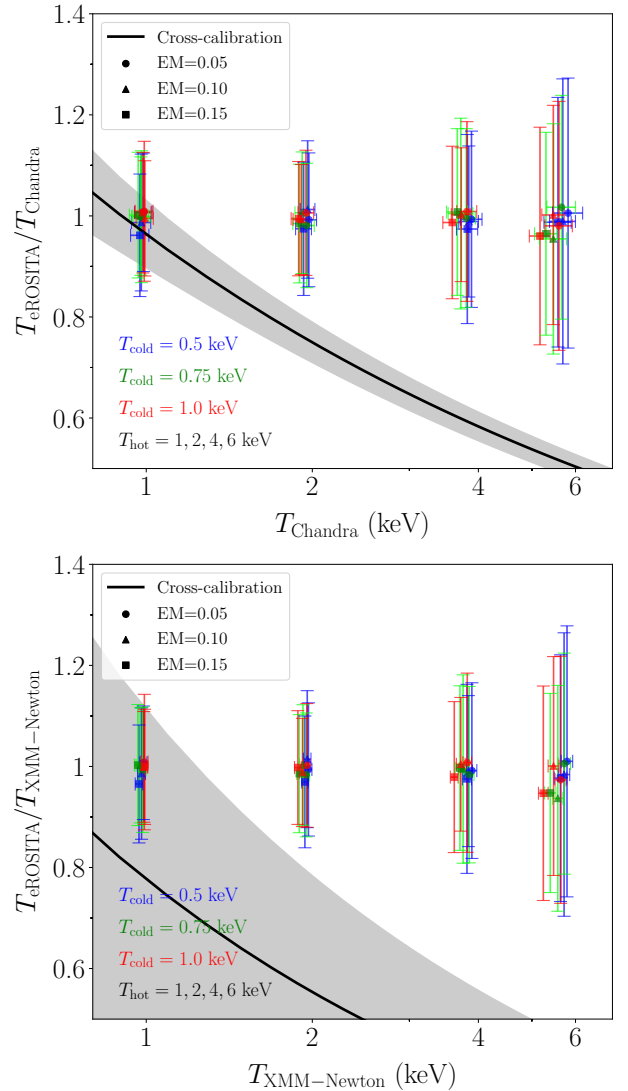 1.4
1.2
1
0.8
0.6
T_eROSITA/T_Chandra
Cross-calibration
EM=0.05
EM=0.10
EM=0.15
T_cold = 0.5 keV
T_cold = 0.75 keV
T_cold = 1.0 keV
T_hot = 1, 2, 4, 6 keV
1 2 4 6
T_Chandra (keV)
1.4
1.2
1
0.8
0.6
T_eROSITA/T_XMM−Newton
Cross-calibration
EM=0.05
EM=0.10
EM=0.15
T_cold = 0.5 keV
T_cold = 0.75 keV
T_cold = 1.0 keV
T_hot = 1, 2, 4, 6 keV
1 2 4 6
T_XMM−Newton (keV)